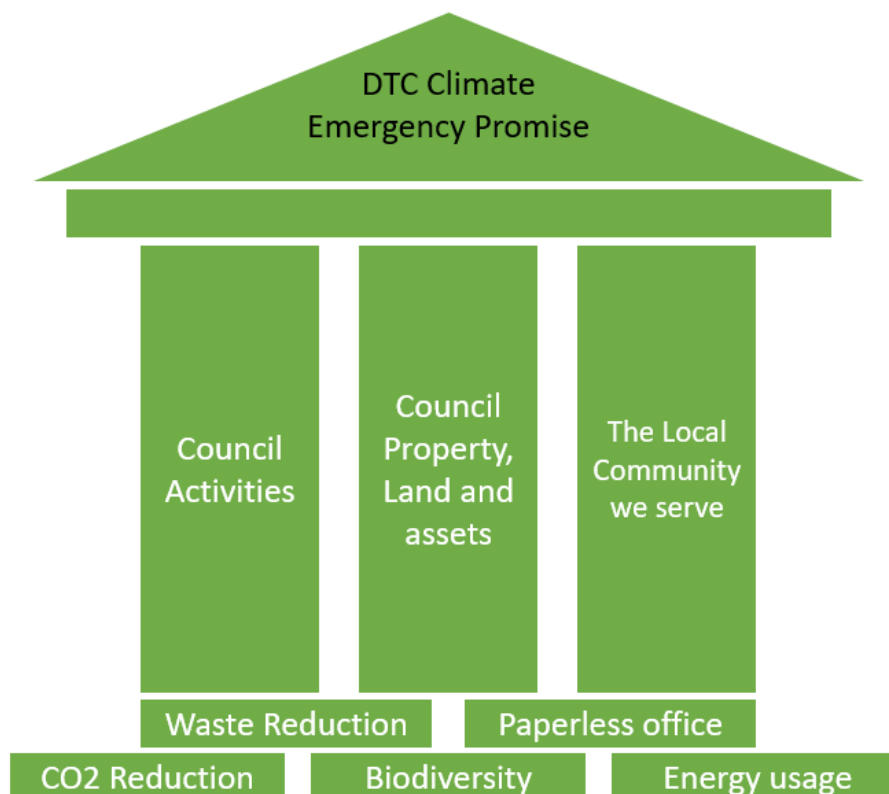 DTC Climate
Emergency Promise
Council
Activities
Council
Property,
Land and
assets
The Local
Community
we serve
Waste Reduction
Paperless office
CO2 Reduction
Biodiversity
Energy usage